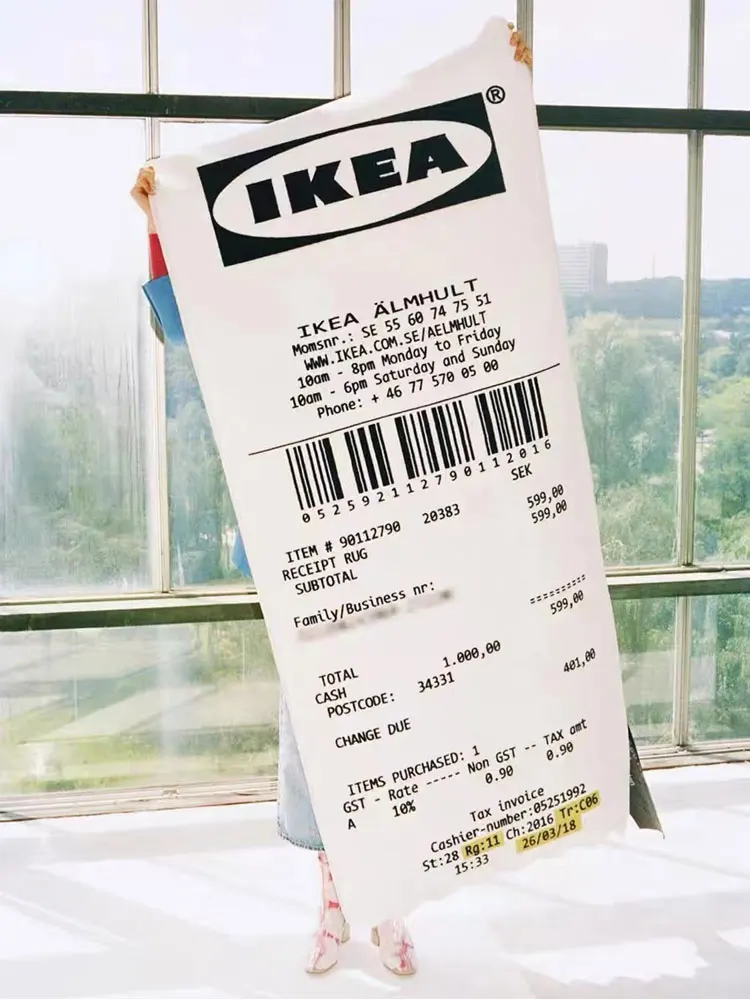 IKEA®
IKEA ÄLMHULT
Momsnr.: SE 55 60 74 75 51
WWW.IKEA.COM.SE/AELMHULT
10am - 8pm Monday to Friday
10am - 6pm Saturday and Sunday
Phone: + 46 77 570 05 00
052592112790112016
SEK
ITEM # 90112790 20383 599,00
RECEIPT RUG 599,00
SUBTOTAL
Family/Business nr:
==========
599,00
TOTAL 1.000,00
CASH
POSTCODE: 34331 401,00
CHANGE DUE
ITEMS PURCHASED: 1
GST - Rate ----- Non GST -- TAX amt
A 10% 0.90 0.90
Tax invoice
Cashier-number:05251992
St:28 Rg:11 Ch:2016 Tr:C06
15:33 26/03/18